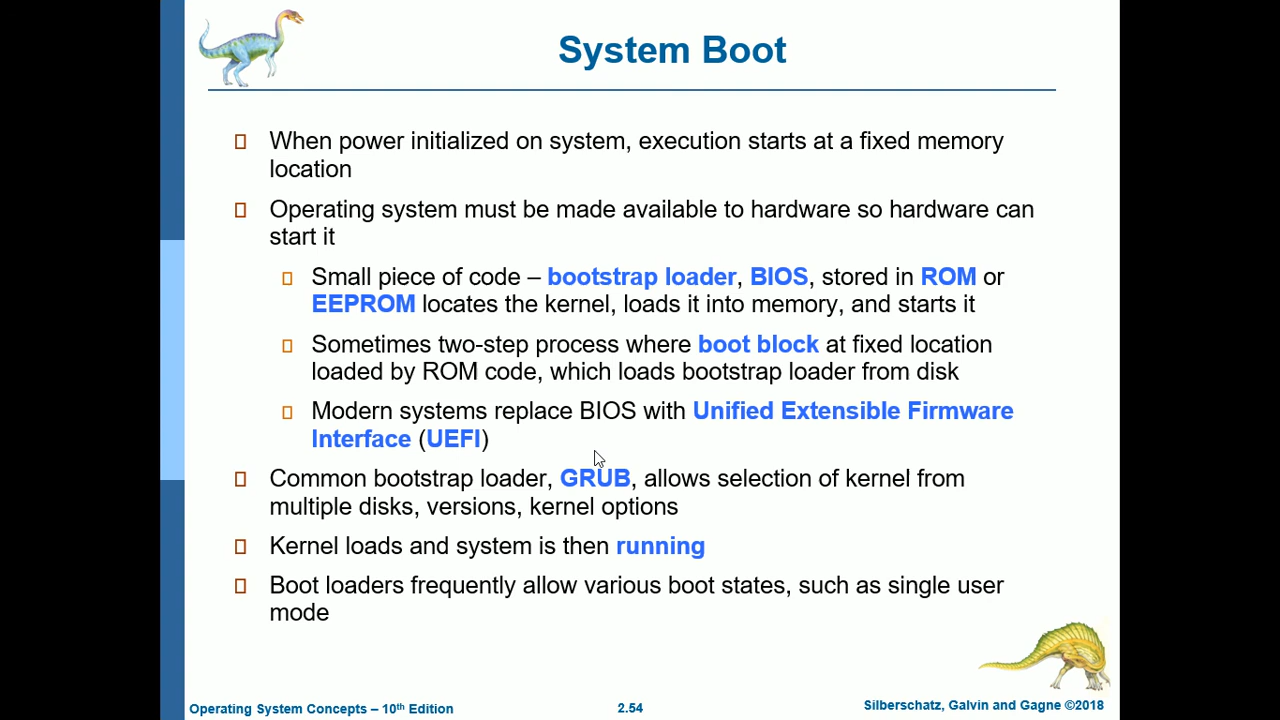 System Boot
When power initialized on system, execution starts at a fixed memory
location
Operating system must be made available to hardware so hardware can
start it
Small piece of code – bootstrap loader, BIOS, stored in ROM or
EEPROM locates the kernel, loads it into memory, and starts it
Sometimes two-step process where boot block at fixed location
loaded by ROM code, which loads bootstrap loader from disk
Modern systems replace BIOS with Unified Extensible Firmware
Interface (UEFI)
Common bootstrap loader, GRUB, allows selection of kernel from
multiple disks, versions, kernel options
Kernel loads and system is then running
Boot loaders frequently allow various boot states, such as single user
mode
Operating System Concepts – 10th Edition
2.54
Silberschatz, Galvin and Gagne ©2018